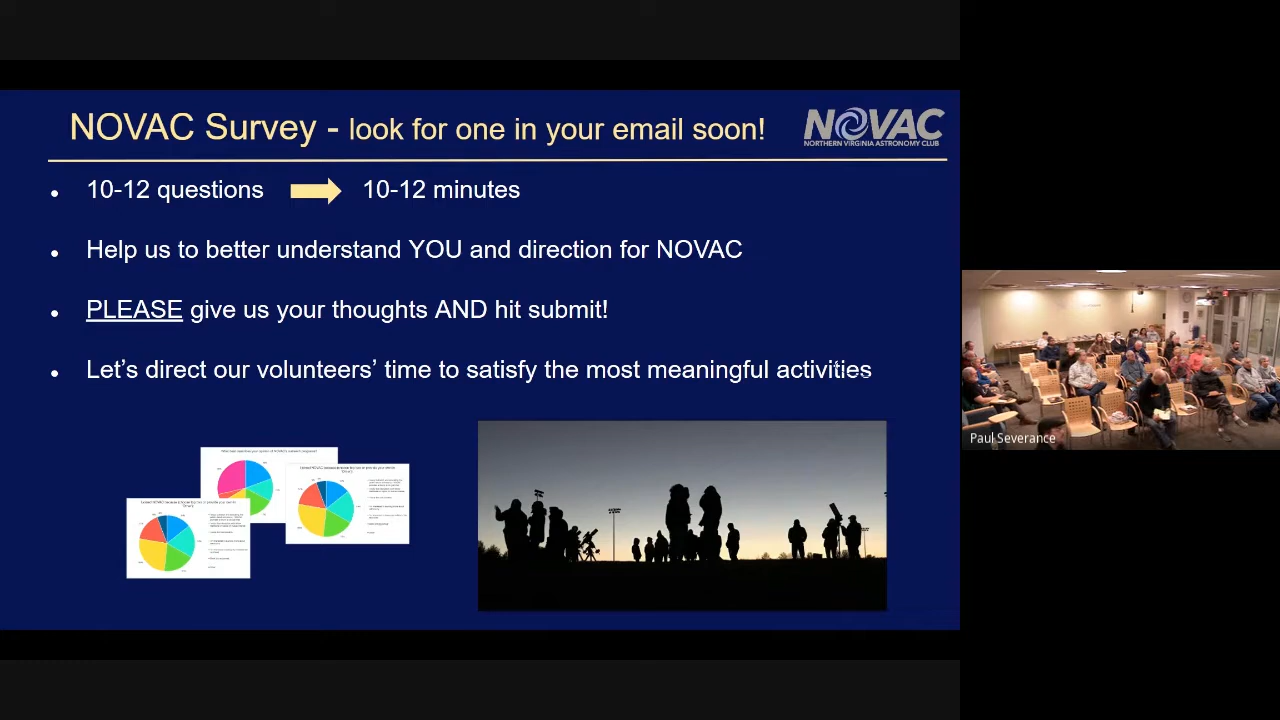 NOVAC Survey - look for one in your email soon!
NOVAC
NORTHERN VIRGINIA ASTRONOMY CLUB
10-12 questions 10-12 minutes
Help us to better understand YOU and direction for NOVAC
PLEASE give us your thoughts AND hit submit!
Let's direct our volunteers' time to satisfy the most meaningful activities
Paul Severance